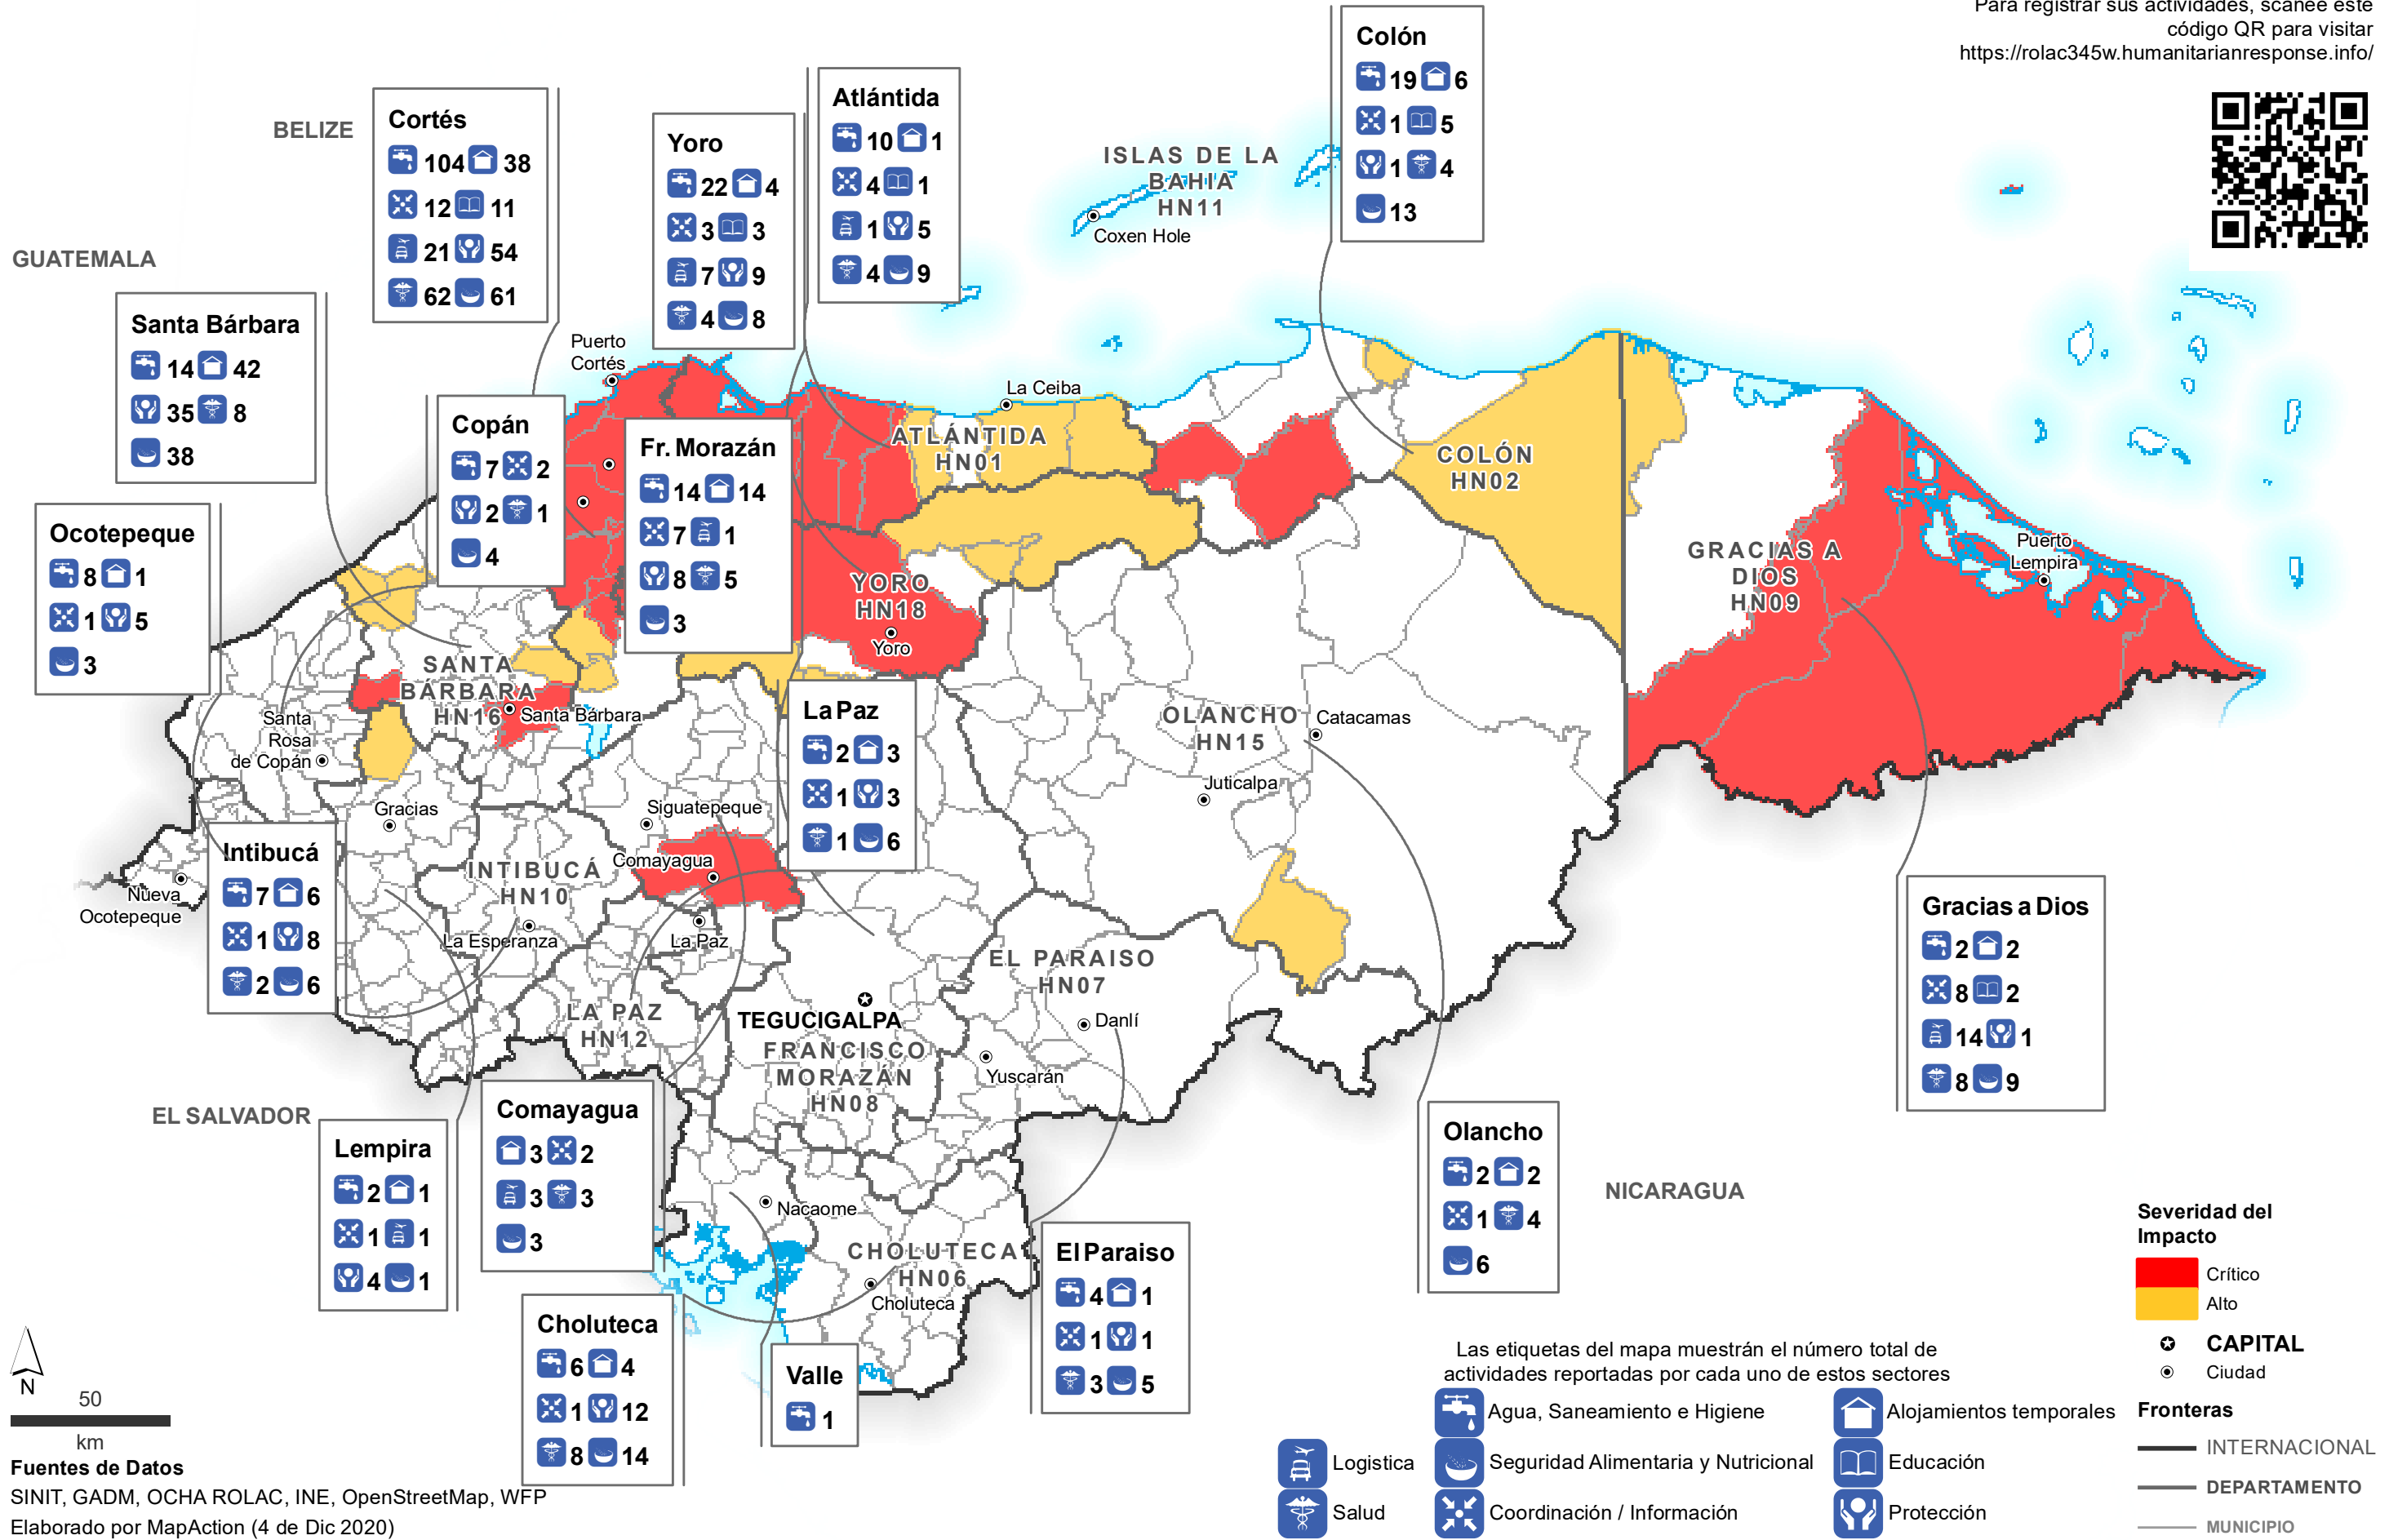 Para registrar sus actividades, scanee este
código QR para visitar
https://rolac345w.humanitarianresponse.info/
BELIZE
GUATEMALA
EL SALVADOR
NICARAGUA
Cortés
104 38
12 11
21 54
62 61
Yoro
22 4
3 3
7 9
4 8
Atlántida
10 1
4 1
1 5
4 9
Colón
19 6
1 5
1 4
13
Santa Bárbara
14 42
35 8
38
Copán
7 2
2 1
4
Fr. Morazán
14 14
7 1
8 5
3
Ocotepeque
8 1
1 5
3
La Paz
2 3
1 3
1 6
Intibucá
7 6
1 8
2 6
Gracias a Dios
2 2
8 2
14 1
8 9
Lempira
2 1
1 1
4 1
Comayagua
3 2
3 3
3
Olancho
2 2
1 4
6
El Paraiso
4 1
1 1
3 5
Choluteca
6 4
1 12
8 14
Valle
1
ISLAS DE LA
BAHIA
HN11
Coxen Hole
Puerto
Cortés
La Ceiba
ATLÁNTIDA
HN01
COLÓN
HN02
GRACIAS A
DIOS
HN09
Puerto
Lempira
YORO
HN18
Yoro
SANTA
BÁRBARA
HN16
Santa Bárbara
Santa
Rosa
de Copán
OLANCHO
HN15
Catacamas
Juticalpa
Gracias
Siguatepeque
Comayagua
INTIBUCÁ
HN10
La Esperanza
La Paz
Nueva
Ocotepeque
EL PARAISO
HN07
Danlí
Yuscarán
LA PAZ
HN12
TEGUCIGALPA
FRANCISCO
MORAZÁN
HN08
Nacaome
CHOLUTECA
HN06
Choluteca
N
50
km
Fuentes de Datos
SINIT, GADM, OCHA ROLAC, INE, OpenStreetMap, WFP
Elaborado por MapAction (4 de Dic 2020)
Las etiquetas del mapa muestrán el número total de
actividades reportadas por cada uno de estos sectores
Agua, Saneamiento e Higiene
Alojamientos temporales
Logistica
Seguridad Alimentaria y Nutricional
Educación
Salud
Coordinación / Información
Protección
Severidad del
Impacto
Crítico
Alto
CAPITAL
Ciudad
Fronteras
INTERNACIONAL
DEPARTAMENTO
MUNICIPIO